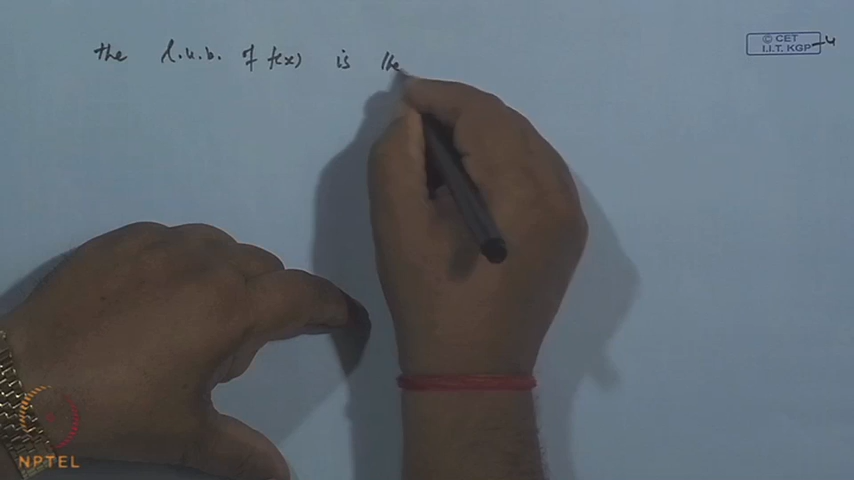 the l.u.b. of f(x) is the
© CET
I.I.T. KGP
NPTEL